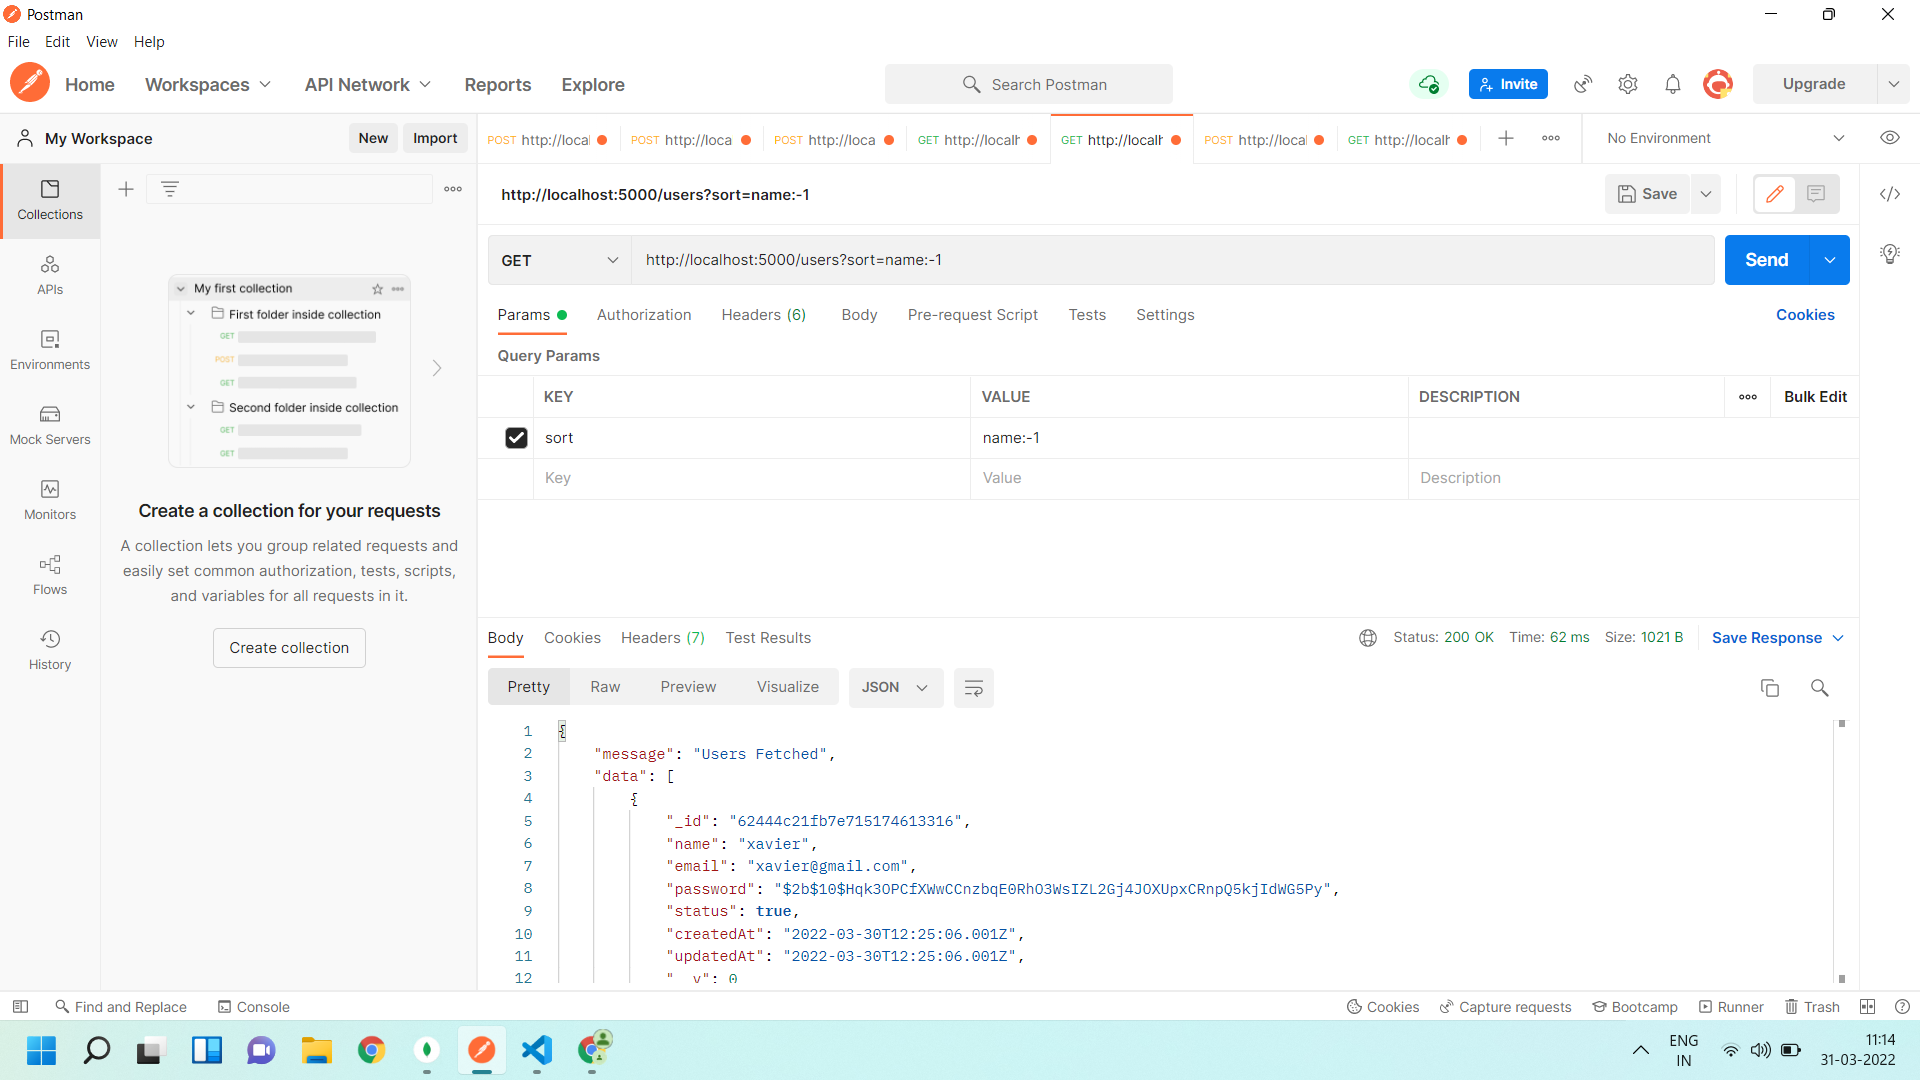 Postman
File Edit View Help
Home Workspaces API Network Reports Explore Search Postman Invite Upgrade
My Workspace New Import POST http://local POST http://loca POST http://loca GET http://localh GET http://localh POST http://local GET http://localh No Environment
Collections
APIs
Environments
Mock Servers
Monitors
Flows
History
My first collection
First folder inside collection
GET
POST
GET
Second folder inside collection
GET
GET
Create a collection for your requests
A collection lets you group related requests and
easily set common authorization, tests, scripts,
and variables for all requests in it.
Create collection
http://localhost:5000/users?sort=name:-1 Save
GET http://localhost:5000/users?sort=name:-1 Send
Params Authorization Headers (6) Body Pre-request Script Tests Settings Cookies
Query Params
KEY VALUE DESCRIPTION Bulk Edit
sort name:-1
Key Value Description
Body Cookies Headers (7) Test Results Status: 200 OK Time: 62 ms Size: 1021 B Save Response
Pretty Raw Preview Visualize JSON
1 {
2 "message": "Users Fetched",
3 "data": [
4 {
5 "_id": "62444c21fb7e715174613316",
6 "name": "xavier",
7 "email": "xavier@gmail.com",
8 "password": "$2b$10$Hqk3OPCfXWwCCnzbqE0RhO3WsIZL2Gj4JOXUpxCRnpQ5kjIdWG5Py",
9 "status": true,
10 "createdAt": "2022-03-30T12:25:06.001Z",
11 "updatedAt": "2022-03-30T12:25:06.001Z",
12 "__v": 0
Find and Replace Console Cookies Capture requests Bootcamp Runner Trash
ENG
IN
11:14
31-03-2022